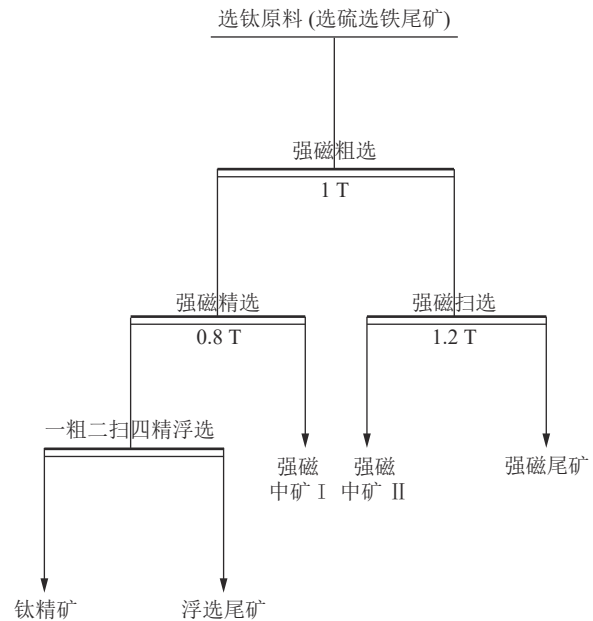 选钛原料 (选硫选铁尾矿)
强磁粗选
1 T
强磁精选
强磁扫选
0.8 T
1.2 T
一粗二扫四精浮选
强磁
中矿 I
强磁
中矿 II
强磁尾矿
钛精矿
浮选尾矿